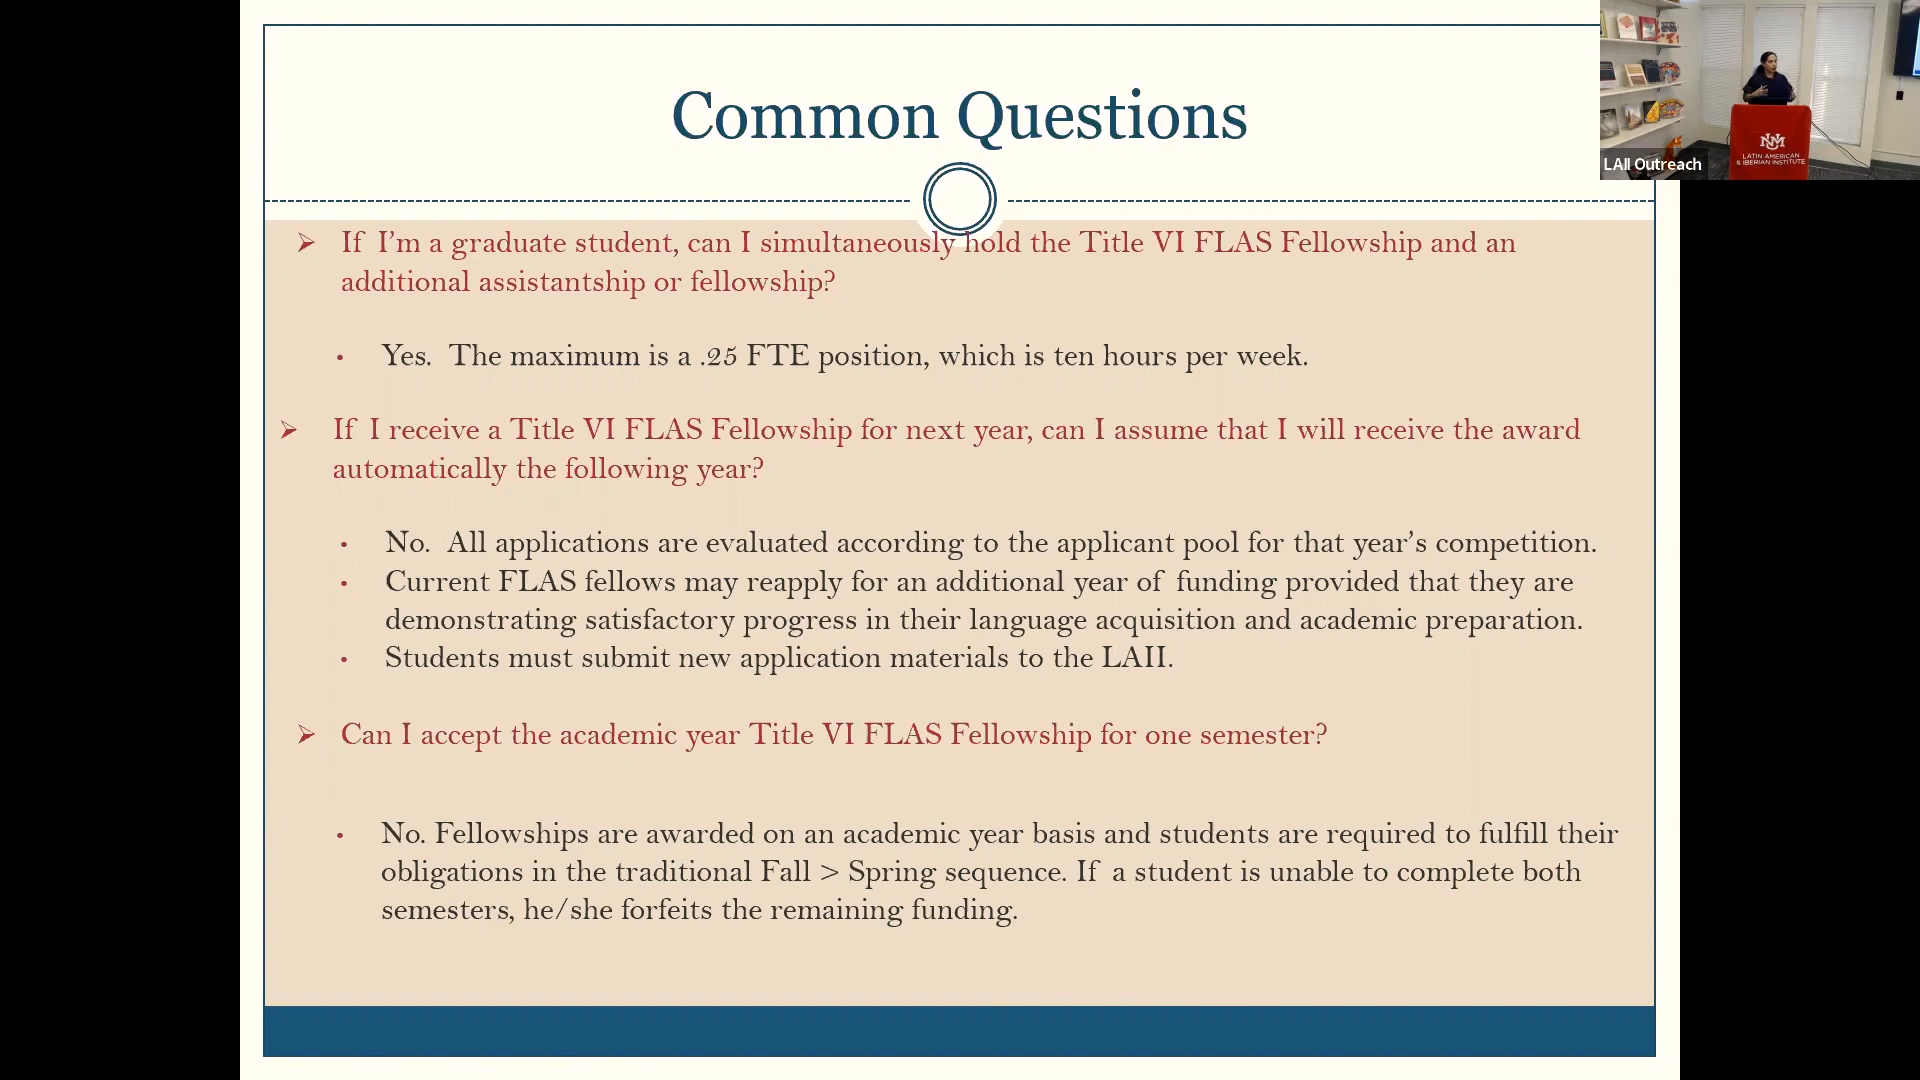 Common Questions
LAII Outreach
UNM
LATIN AMERICAN
& IBERIAN INSTITUTE
➢ If I’m a graduate student, can I simultaneously hold the Title VI FLAS Fellowship and an
additional assistantship or fellowship?
• Yes. The maximum is a .25 FTE position, which is ten hours per week.
➢ If I receive a Title VI FLAS Fellowship for next year, can I assume that I will receive the award
automatically the following year?
• No. All applications are evaluated according to the applicant pool for that year’s competition.
• Current FLAS fellows may reapply for an additional year of funding provided that they are
demonstrating satisfactory progress in their language acquisition and academic preparation.
• Students must submit new application materials to the LAII.
➢ Can I accept the academic year Title VI FLAS Fellowship for one semester?
• No. Fellowships are awarded on an academic year basis and students are required to fulfill their
obligations in the traditional Fall > Spring sequence. If a student is unable to complete both
semesters, he/she forfeits the remaining funding.